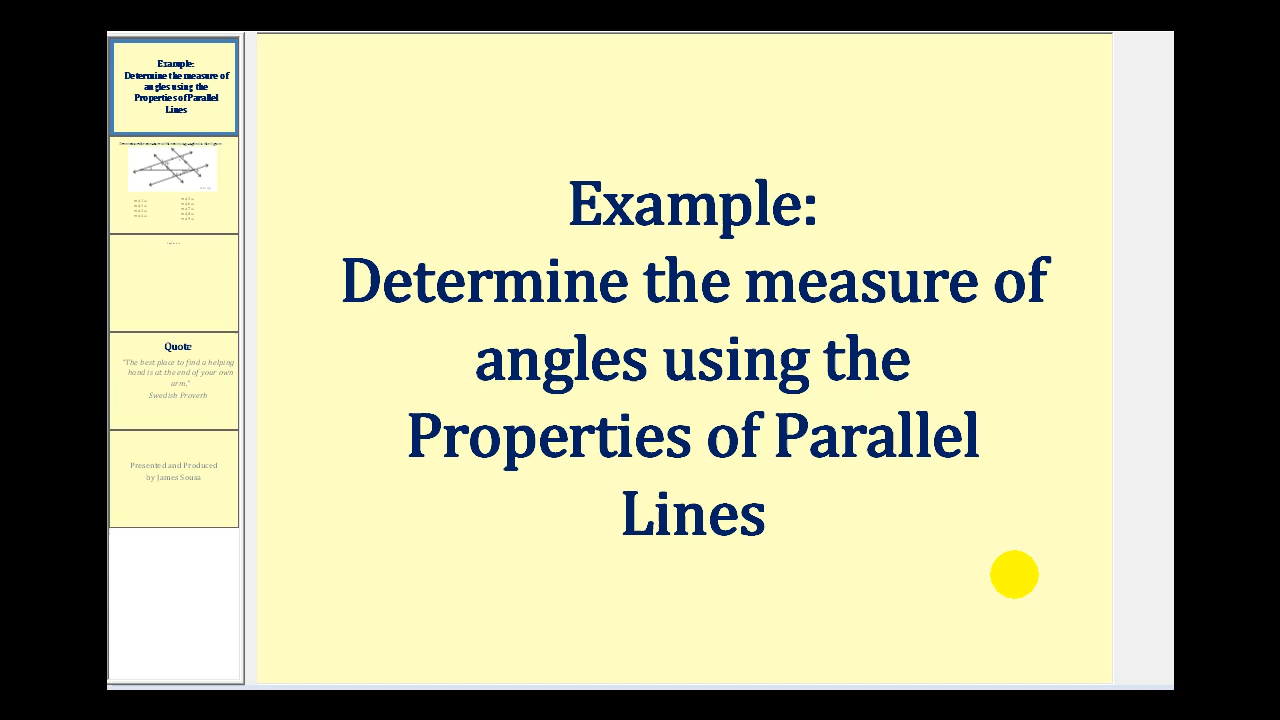 Example:
Determine the measure of
angles using the
Properties of Parallel
Lines
Quote
"The best place to find a helping
hand is at the end of your own
arm."
Swedish Proverb
Presented and Produced
by James Sousa
Example:
Determine the measure of
angles using the
Properties of Parallel
Lines